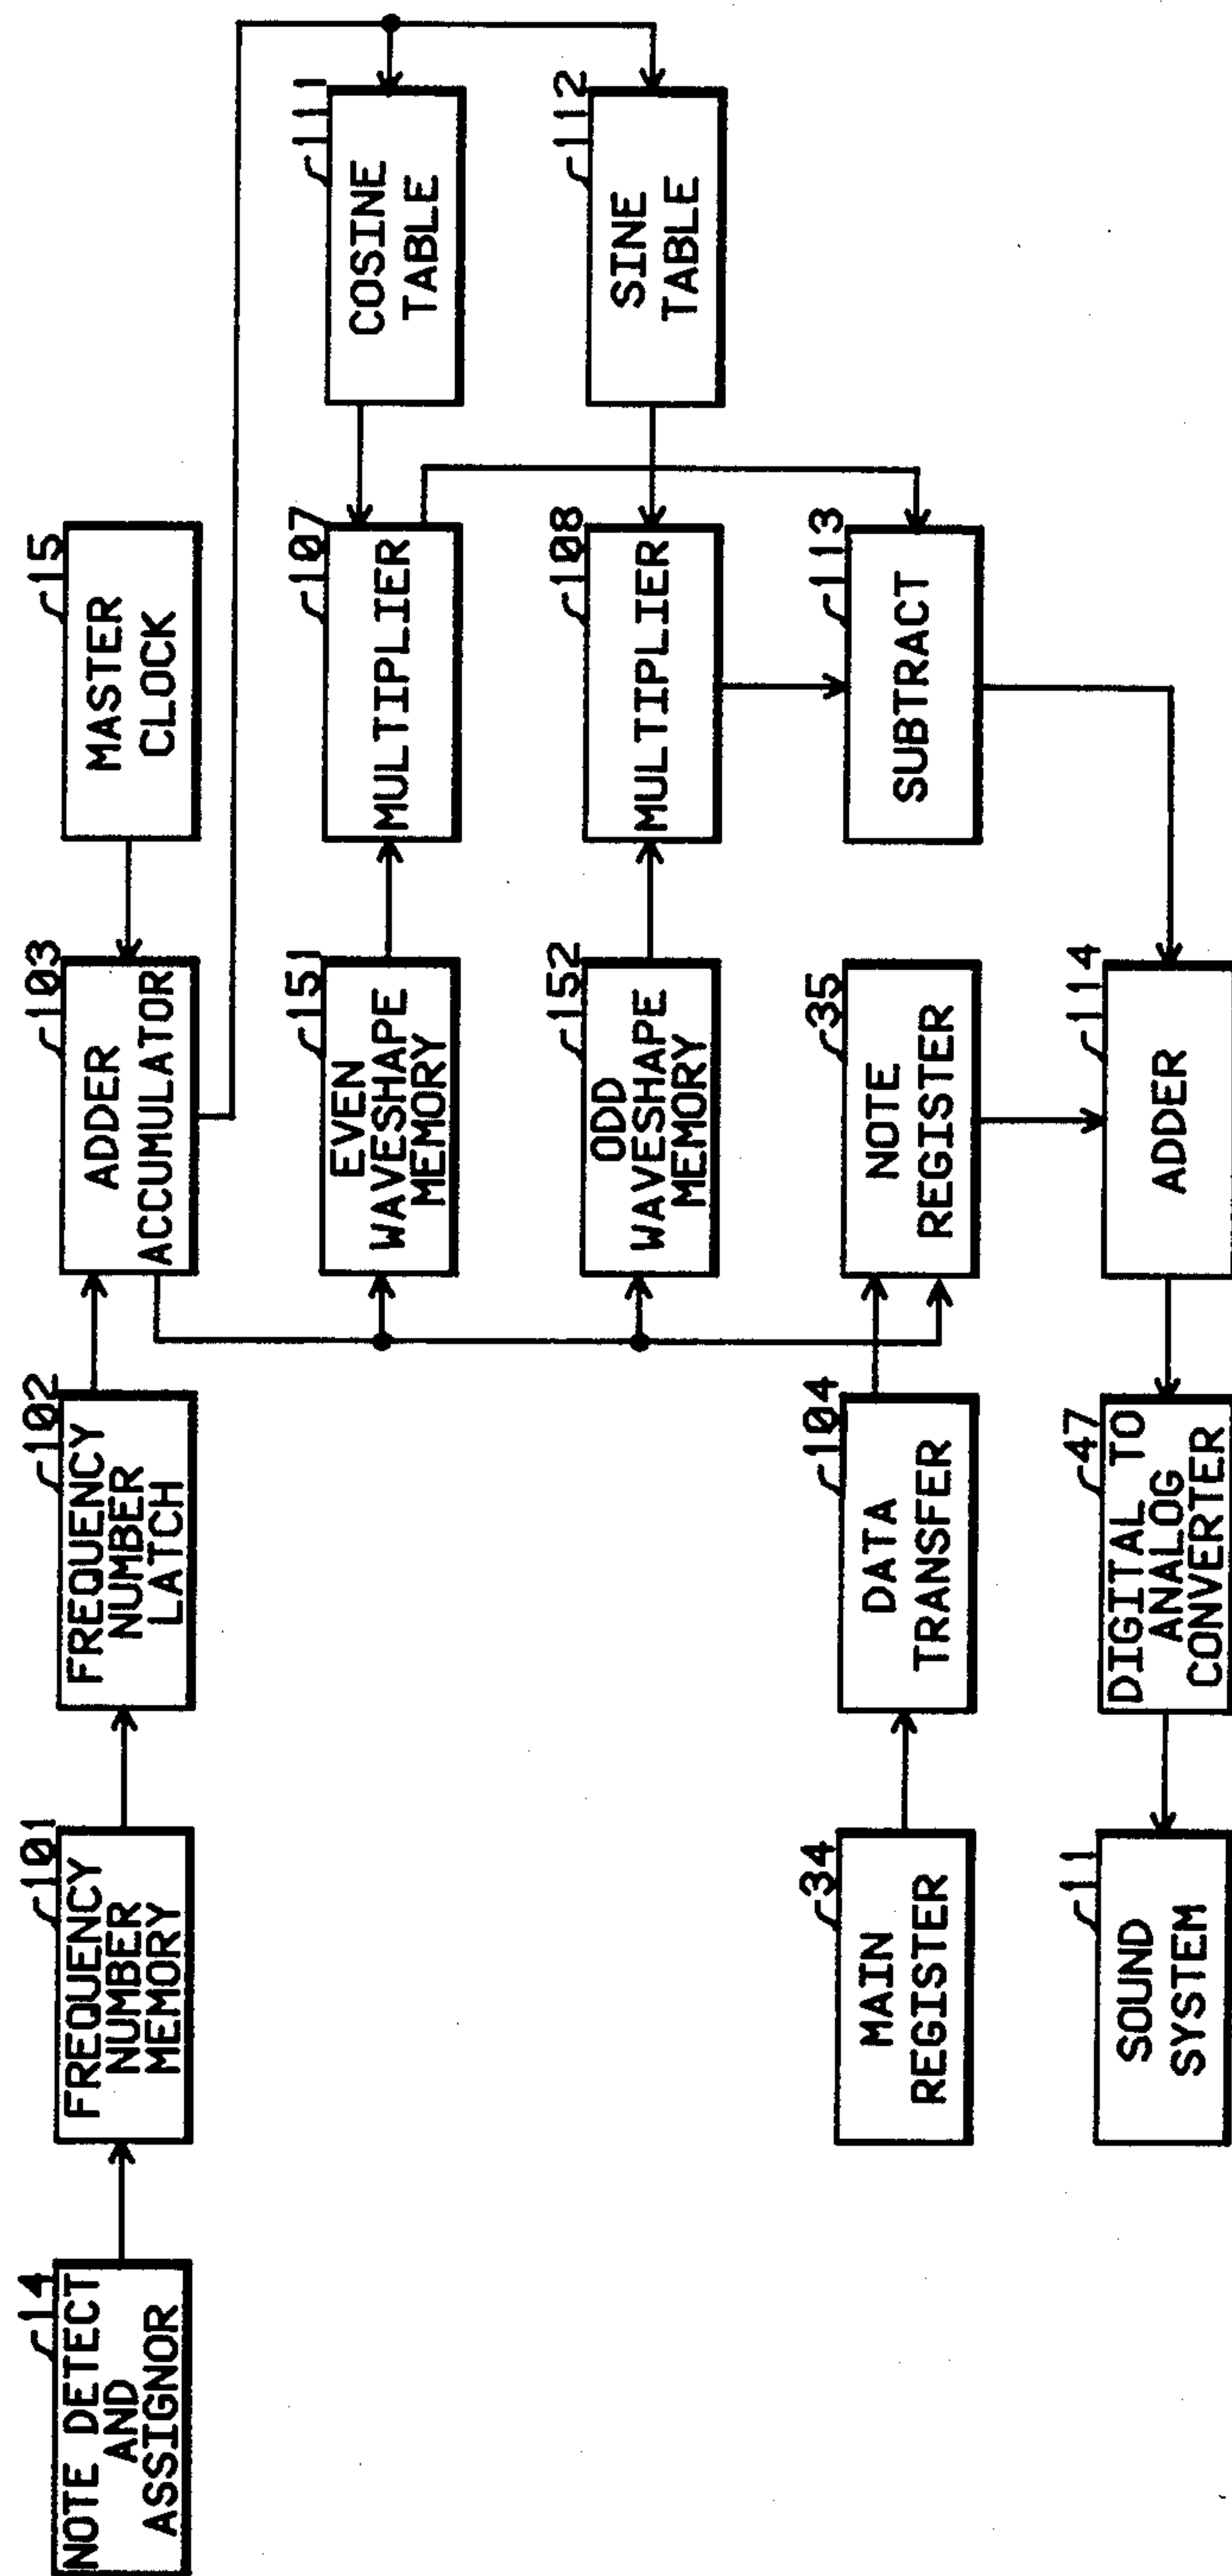 14
NOTE DETECT
AND
ASSIGNOR
101
FREQUENCY
NUMBER
MEMORY
102
FREQUENCY
NUMBER
LATCH
103
ADDER
ACCUMULATOR
15
MASTER
CLOCK
151
EVEN
WAVESHAPE
MEMORY
107
MULTIPLIER
111
COSINE
TABLE
152
ODD
WAVESHAPE
MEMORY
108
MULTIPLIER
112
SINE
TABLE
34
MAIN
REGISTER
104
DATA
TRANSFER
35
NOTE
REGISTER
113
SUBTRACT
11
SOUND
SYSTEM
47
DIGITAL TO
ANALOG
CONVERTER
114
ADDER